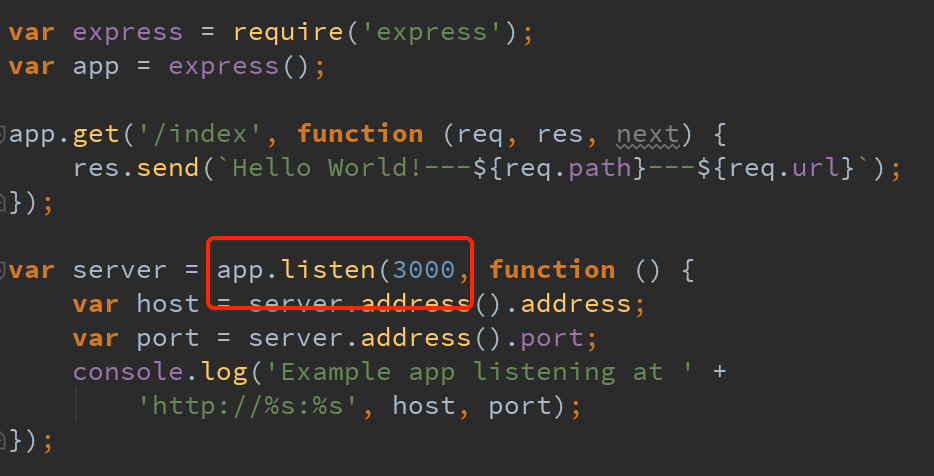 var express = require('express');
var app = express();
app.get('/index', function (req, res, next) {
res.send(`Hello World!---${req.path}---${req.url}`);
});
var server = app.listen(3000, function () {
var host = server.address().address;
var port = server.address().port;
console.log('Example app listening at ' +
'http://%s:%s', host, port);
});